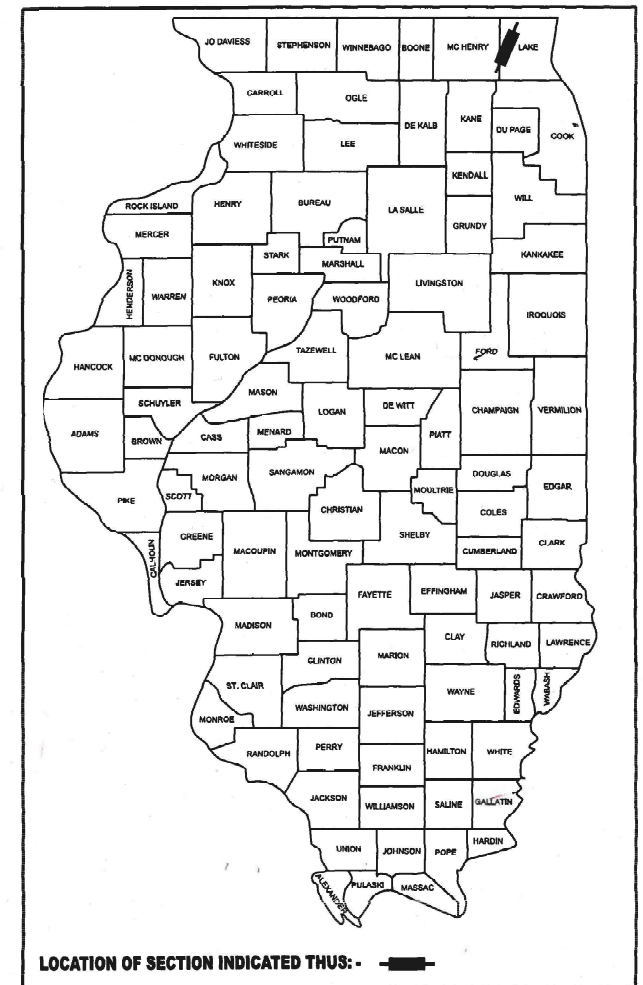 JO DAVIESS STEPHENSON WINNEBAGO BOONE MC HENRY LAKE
CARROLL OGLE
DE KALB KANE DU PAGE COOK
WHITESIDE LEE
KENDALL
ROCK ISLAND HENRY BUREAU LA SALLE WILL
GRUNDY
MERCER PUTNAM
STARK MARSHALL KANKAKEE
HENDERSON WARREN KNOX PEORIA WOODFORD LIVINGSTON
IROQUOIS
HANCOCK MC DONOUGH FULTON TAZEWELL MC LEAN FORD
MASON
SCHUYLER LOGAN DE WITT CHAMPAIGN VERMILION
ADAMS BROWN CASS MENARD PIATT
MACON
PIKE SCOTT MORGAN SANGAMON MOULTRIE DOUGLAS EDGAR
CHRISTIAN COLES
CALHOUN GREENE MACOUPIN MONTGOMERY SHELBY CUMBERLAND CLARK
JERSEY FAYETTE EFFINGHAM JASPER CRAWFORD
MADISON BOND
CLAY RICHLAND LAWRENCE
CLINTON MARION
ST. CLAIR WAYNE EDWARDS WABASH
MONROE WASHINGTON JEFFERSON
RANDOLPH PERRY HAMILTON WHITE
FRANKLIN
JACKSON WILLIAMSON SALINE GALLATIN
UNION JOHNSON POPE HARDIN
ALEXANDER PULASKI MASSAC
LOCATION OF SECTION INDICATED THUS: -